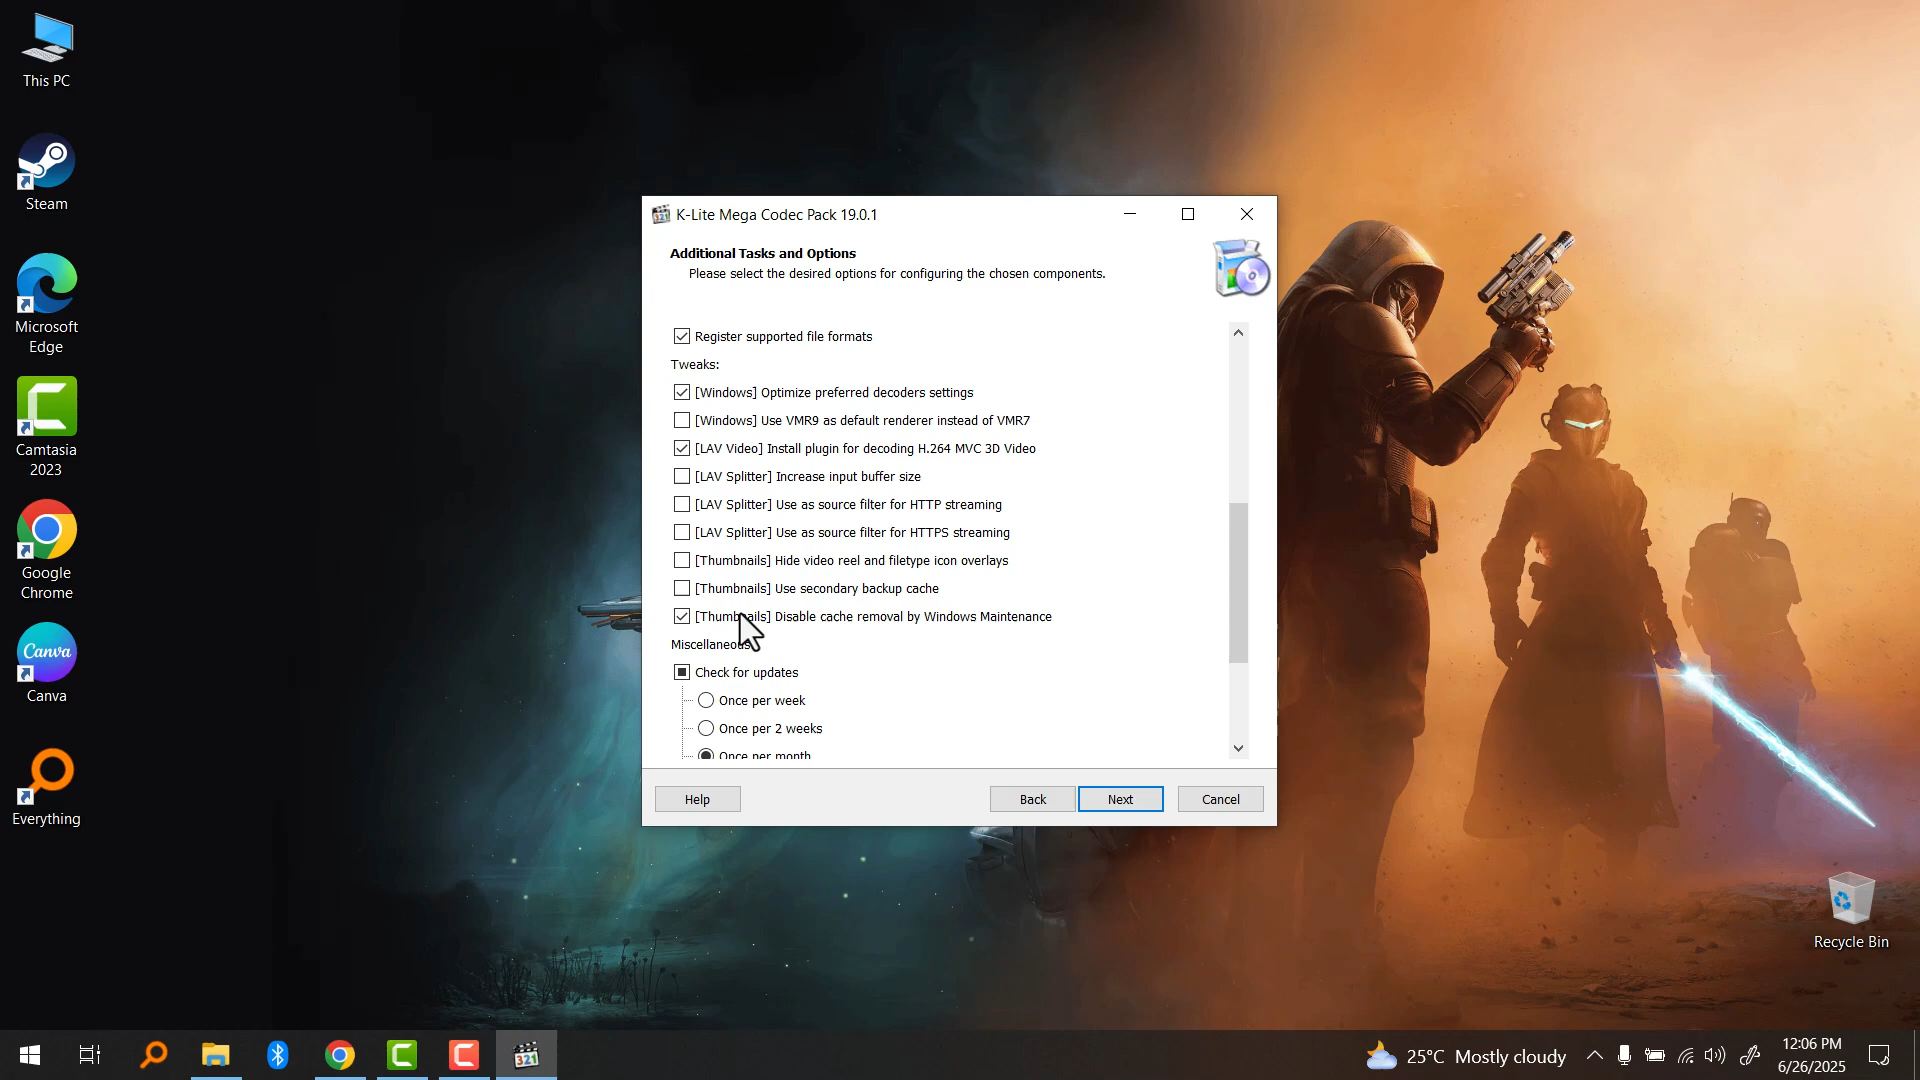 This PC
Steam
Microsoft
Edge
Camtasia
2023
Google
Chrome
Canva
Canva
Everything
K-Lite Mega Codec Pack 19.0.1
Additional Tasks and Options
Please select the desired options for configuring the chosen components.
Register supported file formats
Tweaks:
[Windows] Optimize preferred decoders settings
[Windows] Use VMR9 as default renderer instead of VMR7
[LAV Video] Install plugin for decoding H.264 MVC 3D Video
[LAV Splitter] Increase input buffer size
[LAV Splitter] Use as source filter for HTTP streaming
[LAV Splitter] Use as source filter for HTTPS streaming
[Thumbnails] Hide video reel and filetype icon overlays
[Thumbnails] Use secondary backup cache
[Thumbnails] Disable cache removal by Windows Maintenance
Miscellaneous
Check for updates
Once per week
Once per 2 weeks
Once per month
Help
Back
Next
Cancel
Recycle Bin
321
25°C Mostly cloudy
12:06 PM
6/26/2025